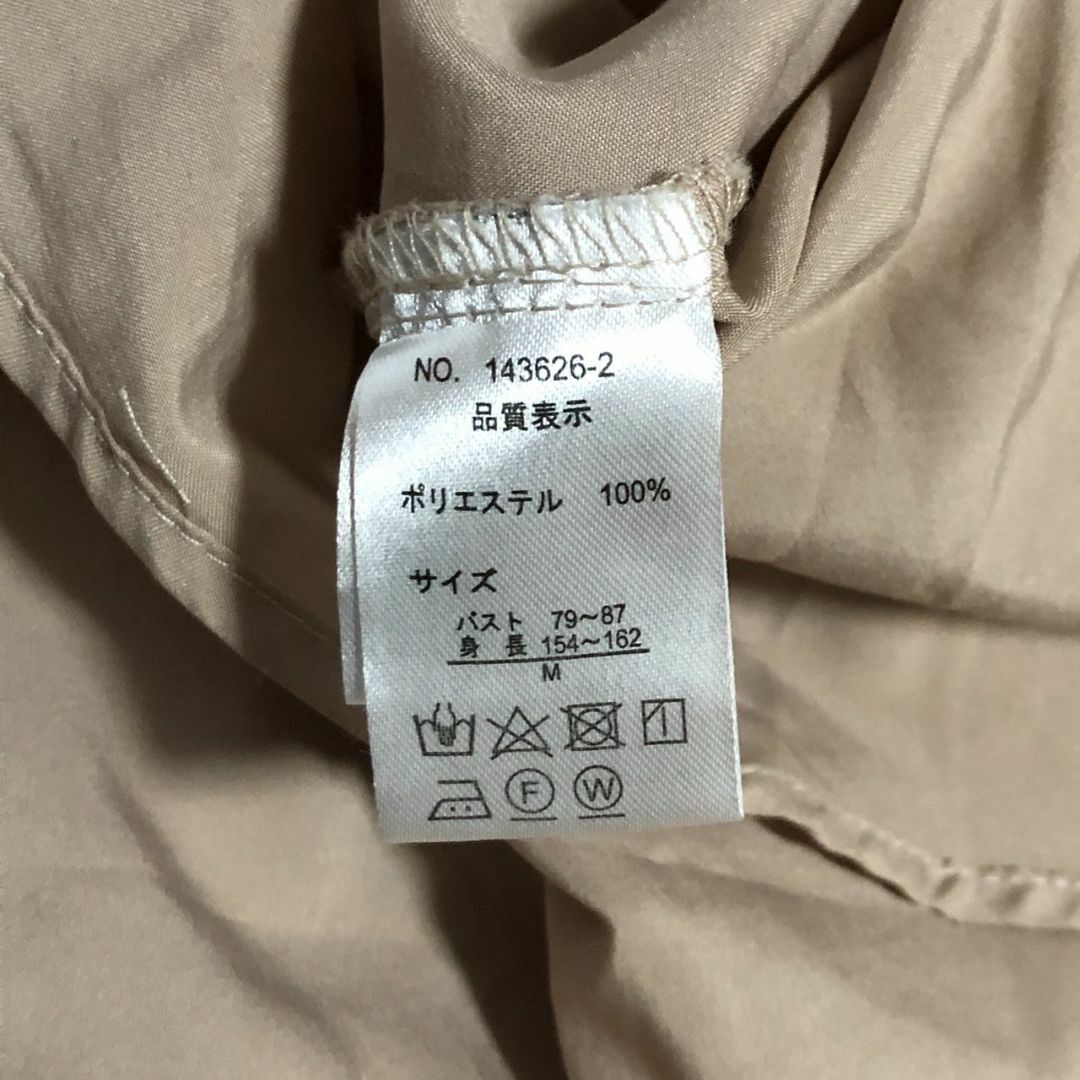 NO. 143626-2
品質表示
ポリエステル 100%
サイズ
バスト 79～87
身長 154～162
M
F W